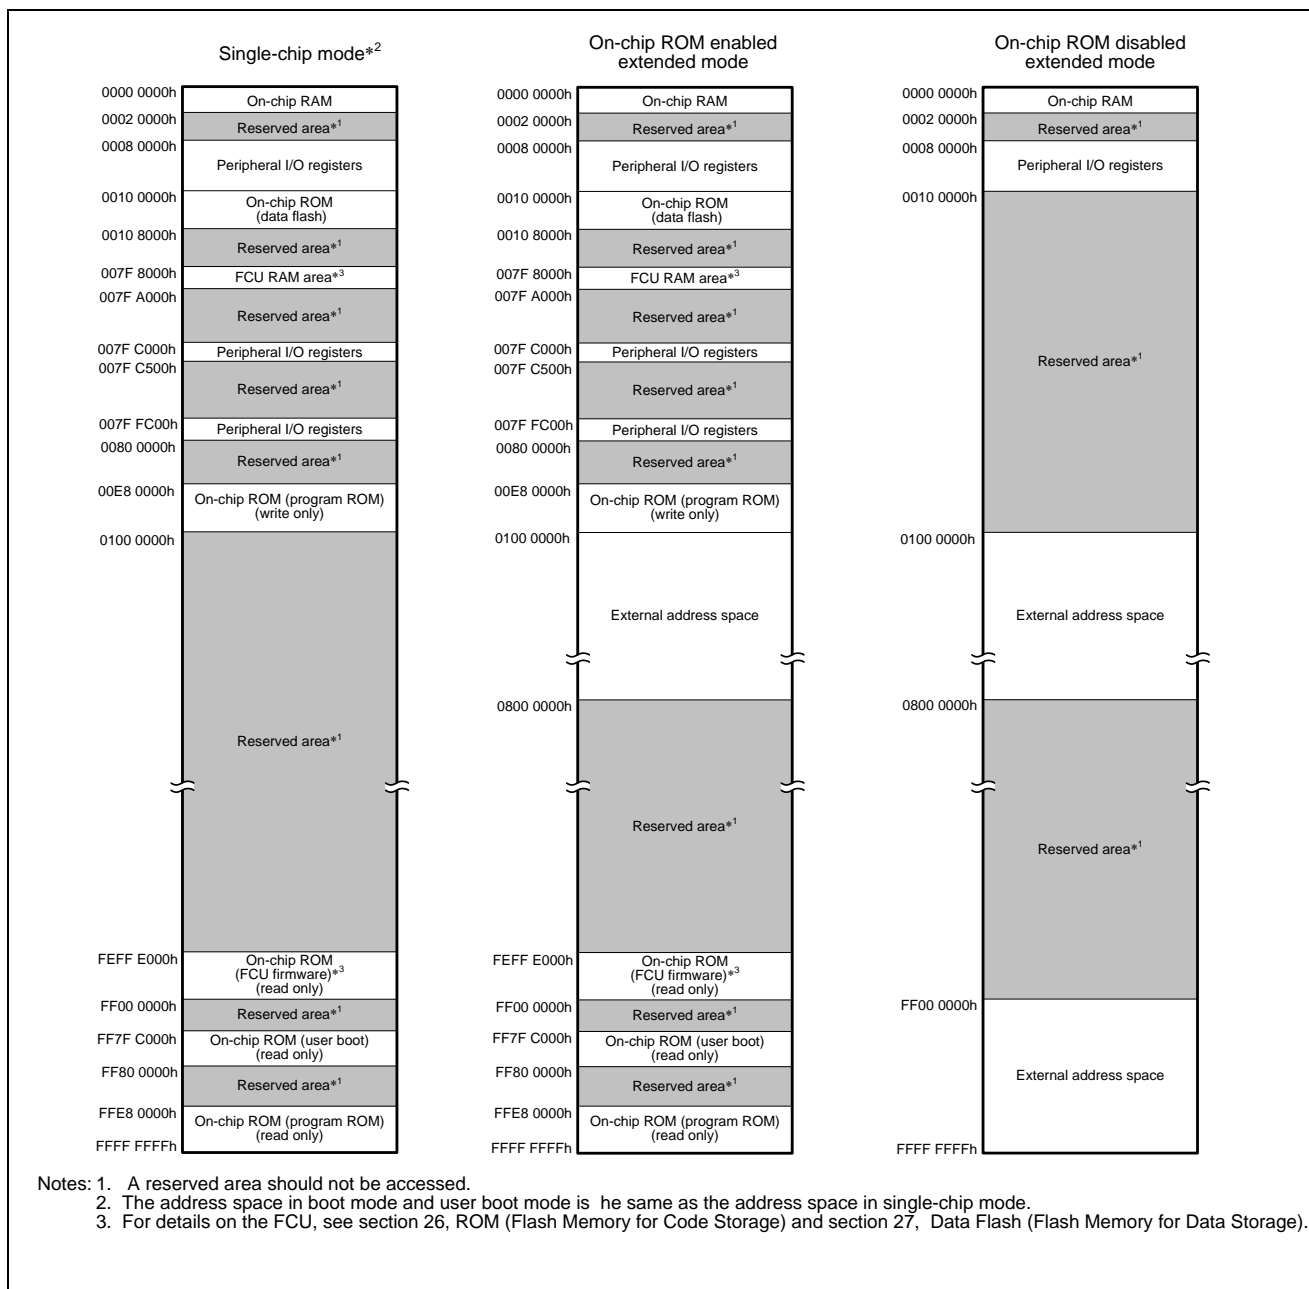 Single-chip mode*2
0000 0000h
On-chip RAM
0002 0000h
Reserved area*1
0008 0000h
Peripheral I/O registers
0010 0000h
On-chip ROM
(data flash)
0010 8000h
Reserved area*1
007F 8000h
FCU RAM area*3
007F A000h
Reserved area*1
007F C000h
Peripheral I/O registers
007F C500h
Reserved area*1
007F FC00h
Peripheral I/O registers
0080 0000h
Reserved area*1
00E8 0000h
On-chip ROM (program ROM)
(write only)
0100 0000h
Reserved area*1
FEFF E000h
On-chip ROM
(FCU firmware)*3
(read only)
FF00 0000h
Reserved area*1
FF7F C000h
On-chip ROM (user boot)
(read only)
FF80 0000h
Reserved area*1
FFE8 0000h
On-chip ROM (program ROM)
(read only)
FFFF FFFFh
On-chip ROM enabled
extended mode
0000 0000h
On-chip RAM
0002 0000h
Reserved area*1
0008 0000h
Peripheral I/O registers
0010 0000h
On-chip ROM
(data flash)
0010 8000h
Reserved area*1
007F 8000h
FCU RAM area*3
007F A000h
Reserved area*1
007F C000h
Peripheral I/O registers
007F C500h
Reserved area*1
007F FC00h
Peripheral I/O registers
0080 0000h
Reserved area*1
00E8 0000h
On-chip ROM (program ROM)
(write only)
0100 0000h
External address space
0800 0000h
Reserved area*1
FEFF E000h
On-chip ROM
(FCU firmware)*3
(read only)
FF00 0000h
Reserved area*1
FF7F C000h
On-chip ROM (user boot)
(read only)
FF80 0000h
Reserved area*1
FFE8 0000h
On-chip ROM (program ROM)
(read only)
FFFF FFFFh
On-chip ROM disabled
extended mode
0000 0000h
On-chip RAM
0002 0000h
Reserved area*1
0008 0000h
Peripheral I/O registers
0010 0000h
Reserved area*1
0100 0000h
External address space
0800 0000h
Reserved area*1
FF00 0000h
External address space
FFFF FFFFh
Notes: 1. A reserved area should not be accessed.
2. The address space in boot mode and user boot mode is he same as the address space in single-chip mode.
3. For details on the FCU, see section 26, ROM (Flash Memory for Code Storage) and section 27, Data Flash (Flash Memory for Data Storage).